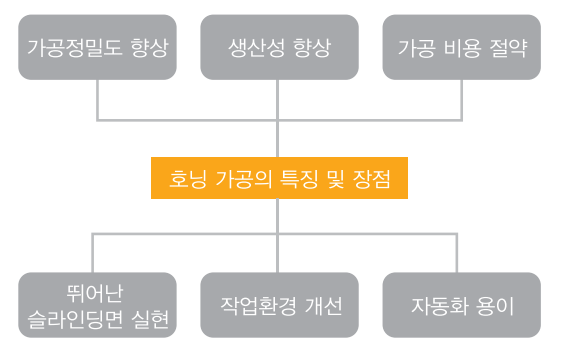 가공정밀도 향상
생산성 향상
가공 비용 절약
호닝 가공의 특징 및 장점
뛰어난
슬라인딩면 실현
작업환경 개선
자동화 용이